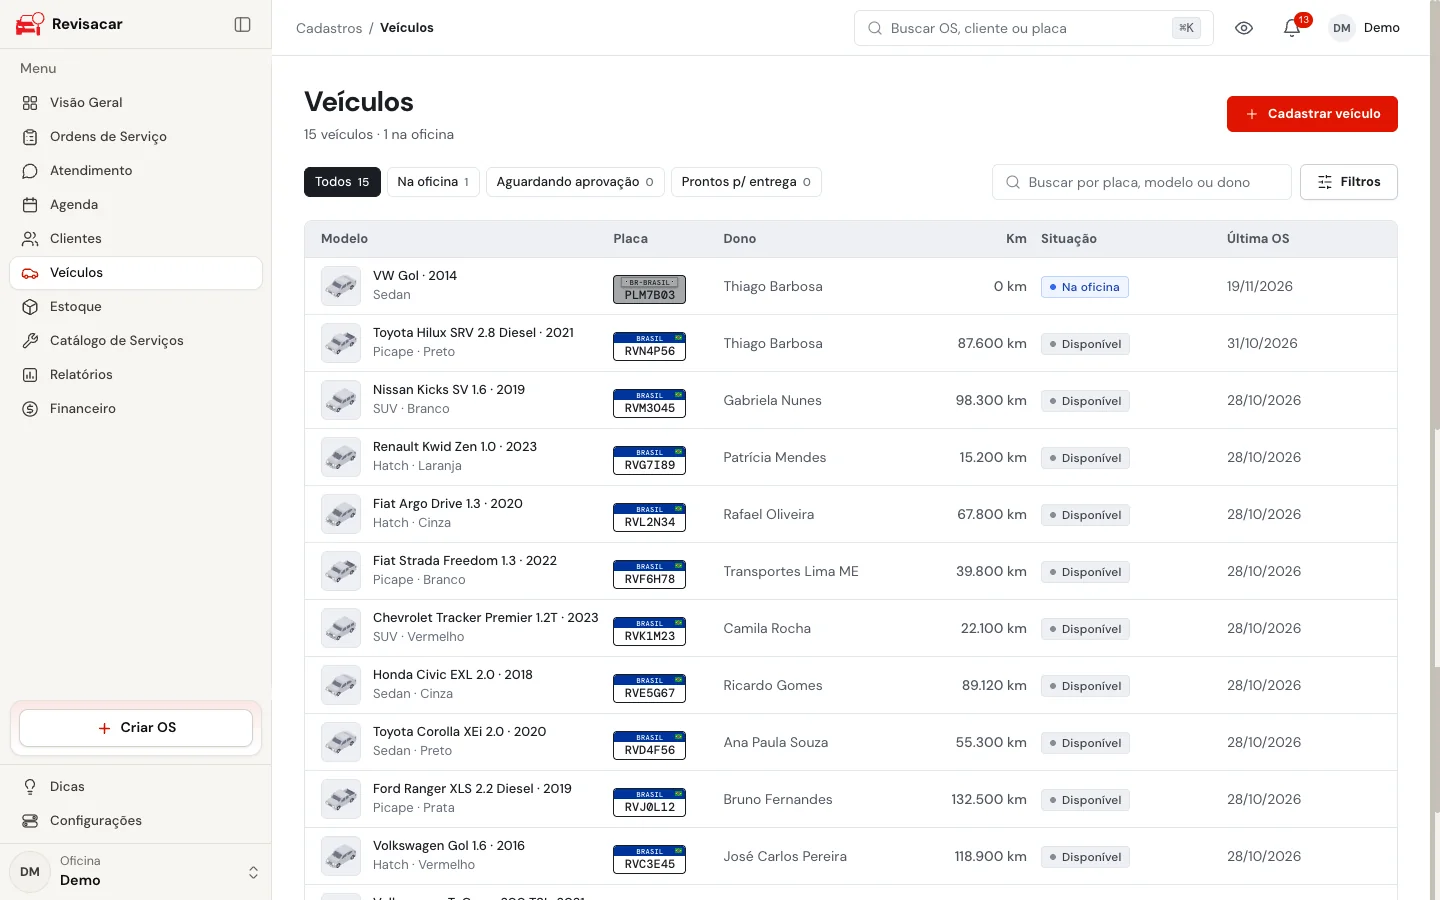 Revisacar
Menu
Visão Geral
Ordens de Serviço
Atendimento
Agenda
Clientes
Veículos
Estoque
Catálogo de Serviços
Relatórios
Financeiro
Criar OS
Dicas
Configurações
DM
Oficina
Demo
Cadastros / Veículos
Buscar OS, cliente ou placa
⌘K
13
DM
Demo
Veículos
15 veículos · 1 na oficina
Cadastrar veículo
Todos 15
Na oficina 1
Aguardando aprovação 0
Prontos p/ entrega 0
Buscar por placa, modelo ou dono
Filtros
Modelo Placa Dono Km Situação Última OS
VW Gol · 2014
Sedan
BR-BRASIL
PLM7B03
Thiago Barbosa 0 km Na oficina 19/11/2026
Toyota Hilux SRV 2.8 Diesel · 2021
Picape · Preto
BRASIL
RVN4P56
Thiago Barbosa 87.600 km Disponível 31/10/2026
Nissan Kicks SV 1.6 · 2019
SUV · Branco
BRASIL
RVM3O45
Gabriela Nunes 98.300 km Disponível 28/10/2026
Renault Kwid Zen 1.0 · 2023
Hatch · Laranja
BRASIL
RVG7I89
Patrícia Mendes 15.200 km Disponível 28/10/2026
Fiat Argo Drive 1.3 · 2020
Hatch · Cinza
BRASIL
RVL2N34
Rafael Oliveira 67.800 km Disponível 28/10/2026
Fiat Strada Freedom 1.3 · 2022
Picape · Branco
BRASIL
RVF6H78
Transportes Lima ME 39.800 km Disponível 28/10/2026
Chevrolet Tracker Premier 1.2T · 2023
SUV · Vermelho
BRASIL
RVK1M23
Camila Rocha 22.100 km Disponível 28/10/2026
Honda Civic EXL 2.0 · 2018
Sedan · Cinza
BRASIL
RVE5G67
Ricardo Gomes 89.120 km Disponível 28/10/2026
Toyota Corolla XEi 2.0 · 2020
Sedan · Preto
BRASIL
RVD4F56
Ana Paula Souza 55.300 km Disponível 28/10/2026
Ford Ranger XLS 2.2 Diesel · 2019
Picape · Prata
BRASIL
RVJ0L12
Bruno Fernandes 132.500 km Disponível 28/10/2026
Volkswagen Gol 1.6 · 2016
Hatch · Vermelho
BRASIL
RVC3E45
José Carlos Pereira 118.900 km Disponível 28/10/2026